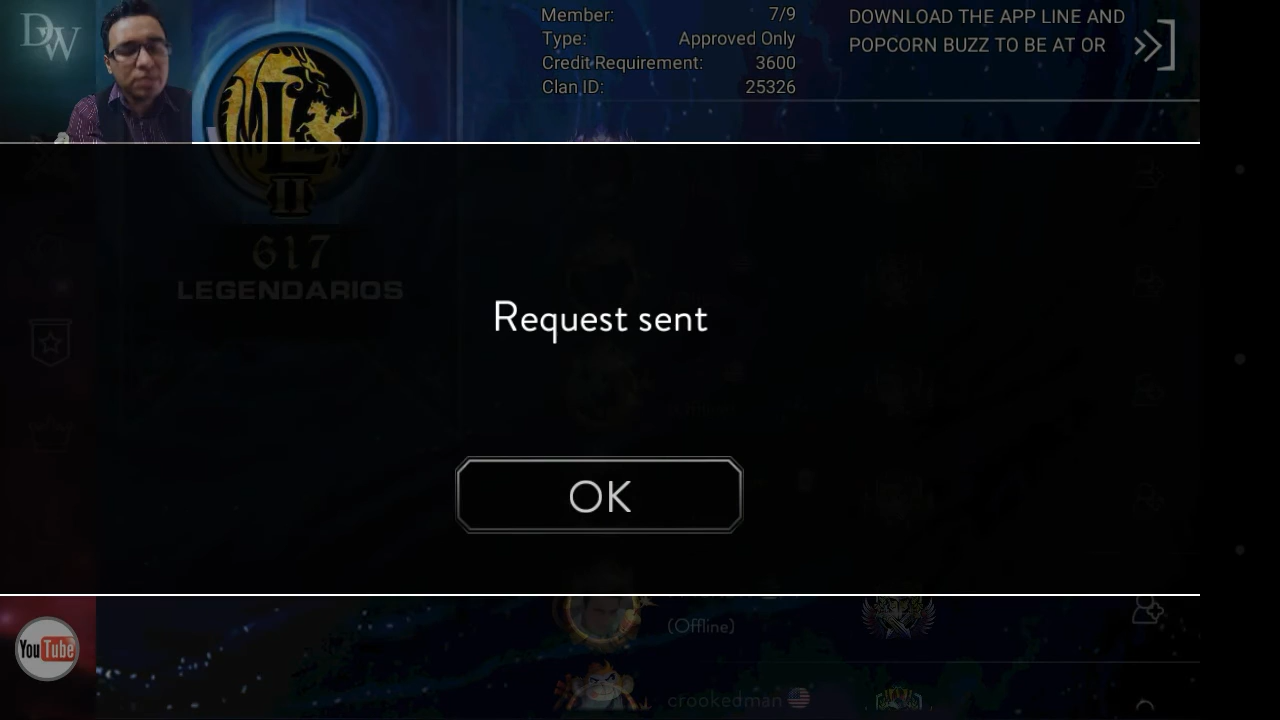 DW
Member: 7/9
Type: Approved Only
Credit Requirement: 3600
Clan ID: 25326
DOWNLOAD THE APP LINE AND
POPCORN BUZZ TO BE AT OR
L
II
617
LEGENDARIOS
Request sent
OK
(Offline)
YouTube
crookedman